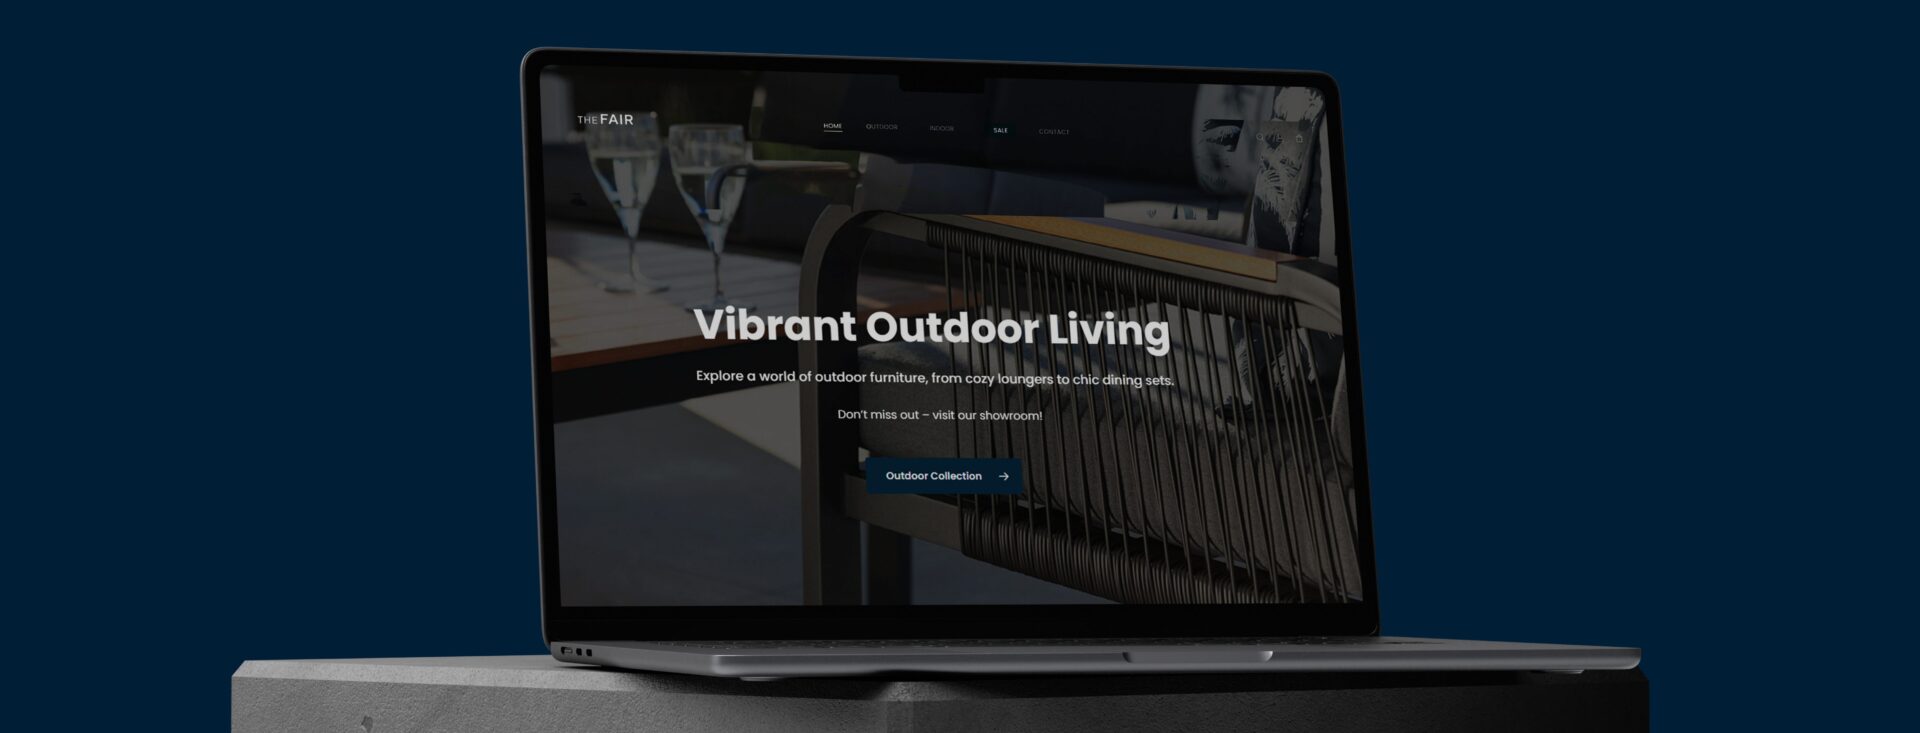 THE FAIR
HOME OUTDOOR INDOOR SALE CONTACT
Vibrant Outdoor Living
Explore a world of outdoor furniture, from cozy loungers to chic dining sets.
Don't miss out – visit our showroom!
Outdoor Collection →